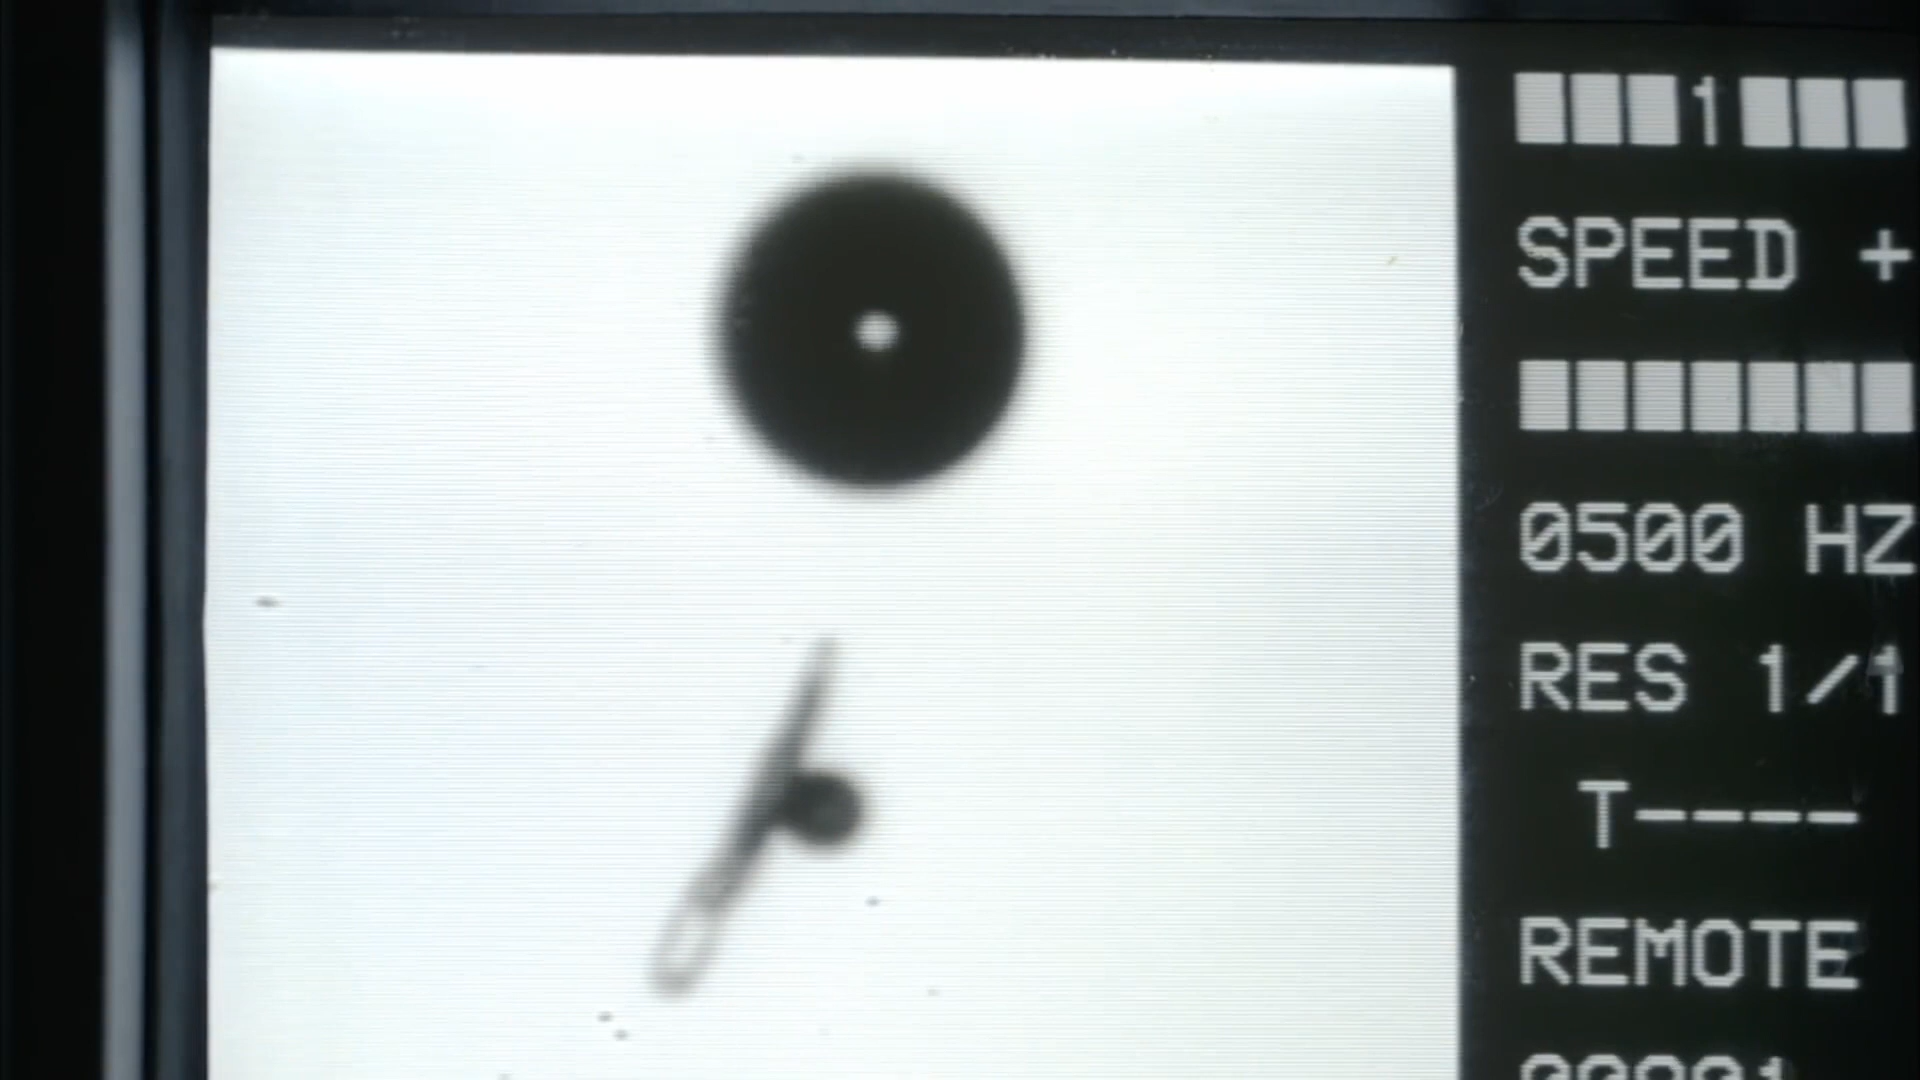 1
SPEED +
0500 HZ
RES 1/1
T----
REMOTE